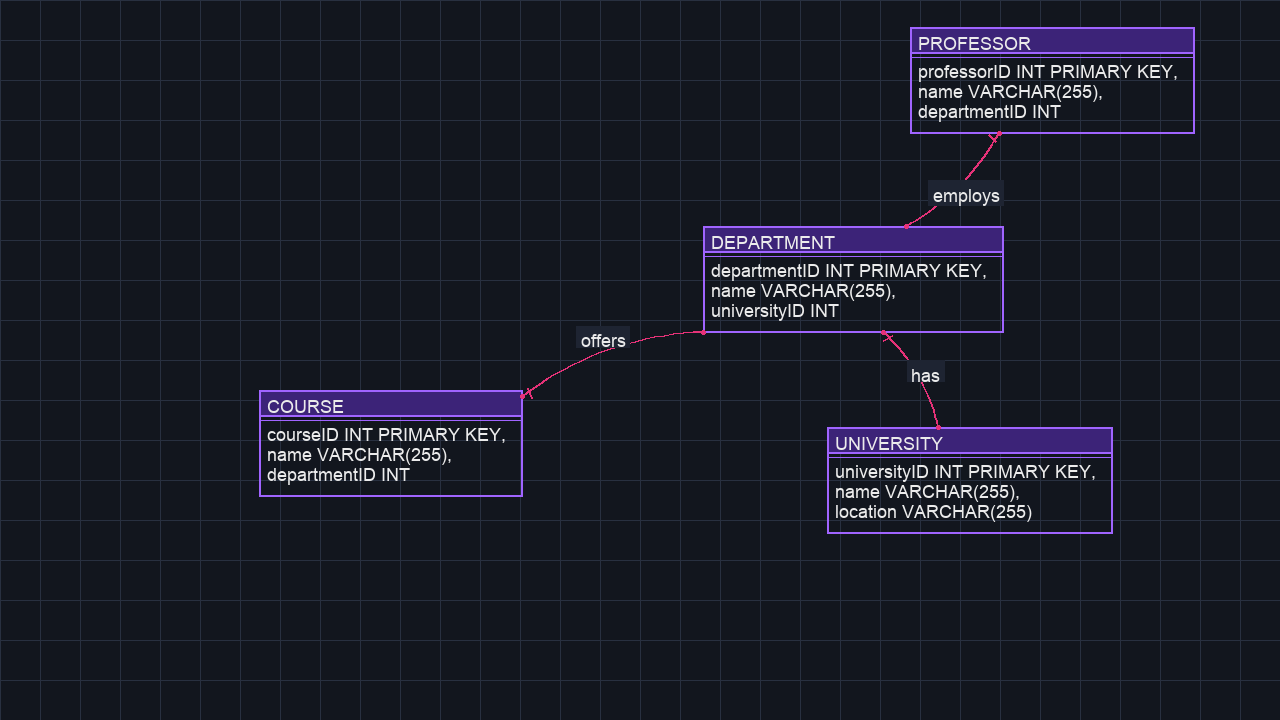 PROFESSOR
professorID INT PRIMARY KEY,
name VARCHAR(255),
departmentID INT
employs
DEPARTMENT
departmentID INT PRIMARY KEY,
name VARCHAR(255),
universityID INT
offers
has
COURSE
courseID INT PRIMARY KEY,
name VARCHAR(255),
departmentID INT
UNIVERSITY
universityID INT PRIMARY KEY,
name VARCHAR(255),
location VARCHAR(255)